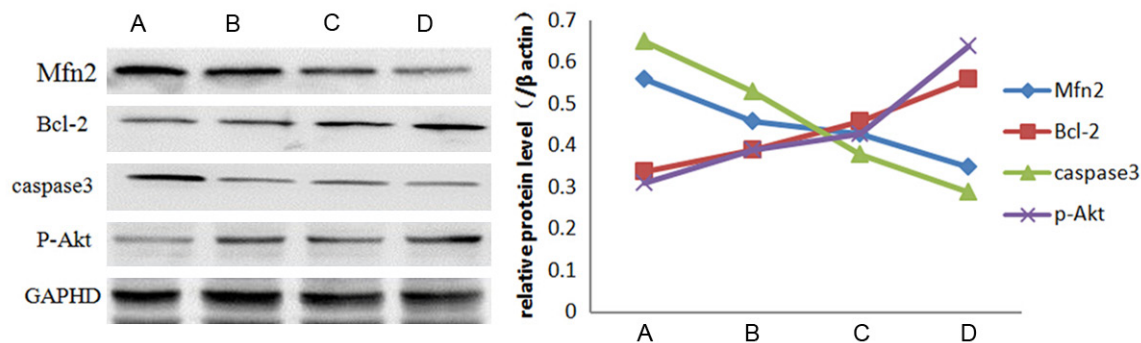 A B C D
Mfn2
Bcl-2
caspase3
P-Akt
GAPHD
relative protein level (/β actin)
0.7
0.6
0.5
0.4
0.3
0.2
0.1
0
A B C D
Mfn2
Bcl-2
caspase3
p-Akt